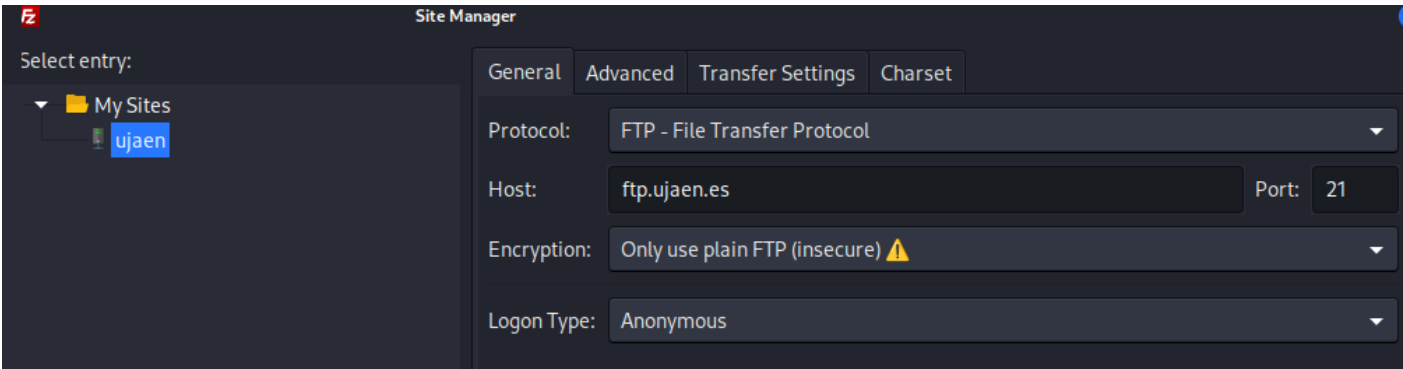 Fz
Site Manager
Select entry:
My Sites
ujaen
General Advanced Transfer Settings Charset
Protocol: FTP - File Transfer Protocol
Host: ftp.ujaen.es Port: 21
Encryption: Only use plain FTP (insecure) ⚠
Logon Type: Anonymous